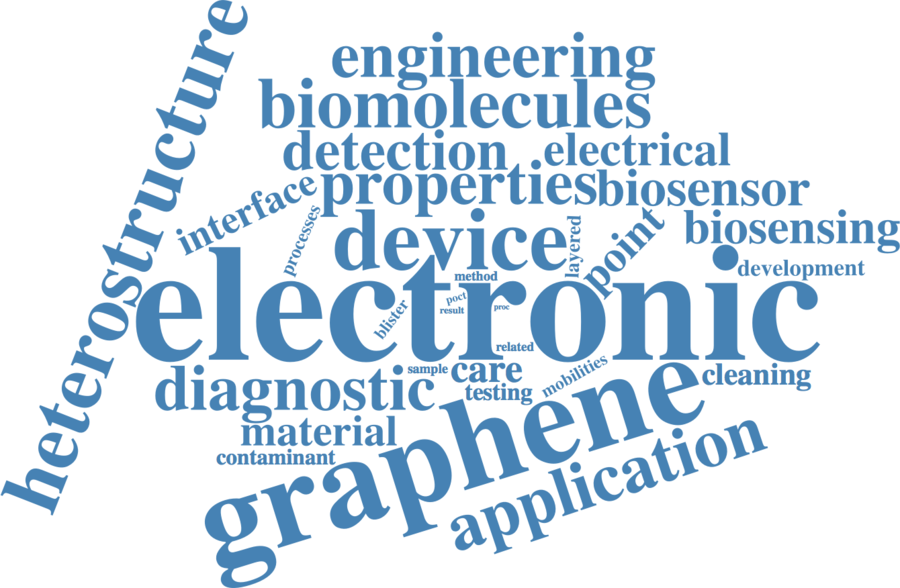 heterostructure
engineering
biomolecules
detection
electrical
interface
properties
biosensor
processes
device
layered
point
biosensing
electronic
method
development
blister
poct
result
proc
related
diagnostic
sample
care
testing
mobilities
cleaning
material
contaminant
graphene
application